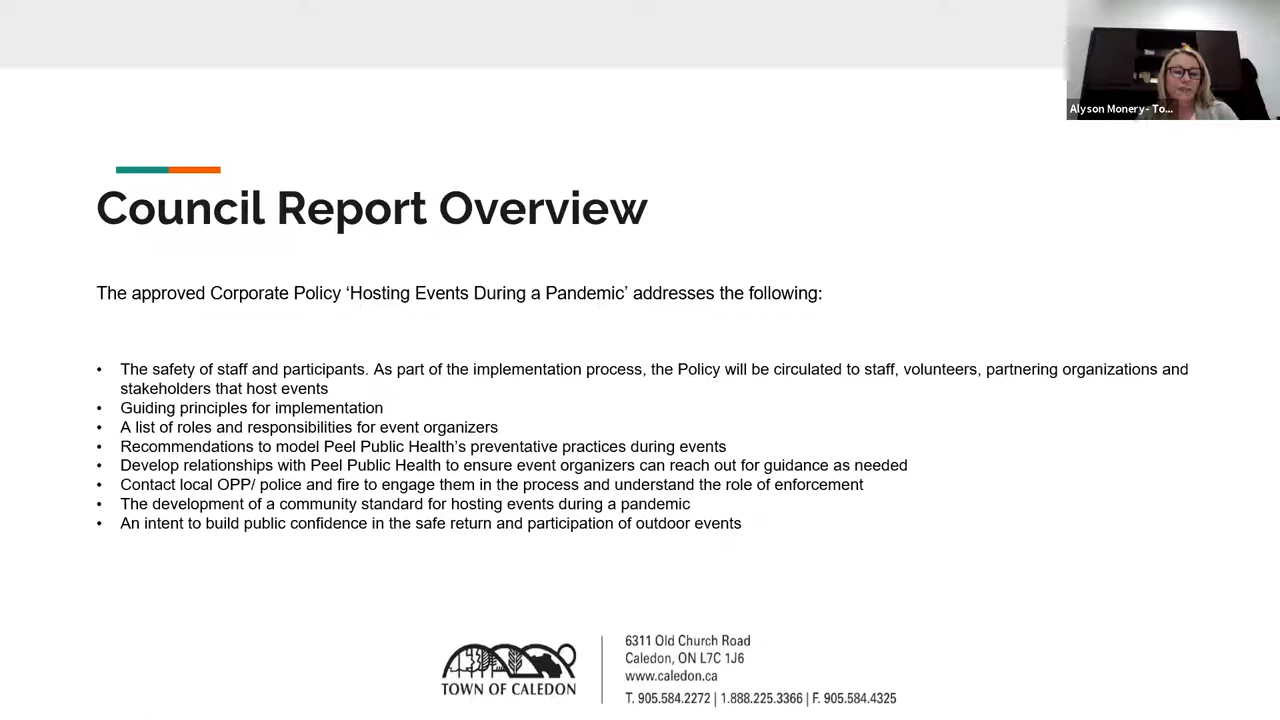 Alyson Monery- To...
Council Report Overview
The approved Corporate Policy ‘Hosting Events During a Pandemic’ addresses the following:
• The safety of staff and participants. As part of the implementation process, the Policy will be circulated to staff, volunteers, partnering organizations and
stakeholders that host events
• Guiding principles for implementation
• A list of roles and responsibilities for event organizers
• Recommendations to model Peel Public Health’s preventative practices during events
• Develop relationships with Peel Public Health to ensure event organizers can reach out for guidance as needed
• Contact local OPP/ police and fire to engage them in the process and understand the role of enforcement
• The development of a community standard for hosting events during a pandemic
• An intent to build public confidence in the safe return and participation of outdoor events
TOWN OF CALEDON
6311 Old Church Road
Caledon, ON L7C 1J6
www.caledon.ca
T. 905.584.2272 | 1.888.225.3366 | F. 905.584.4325